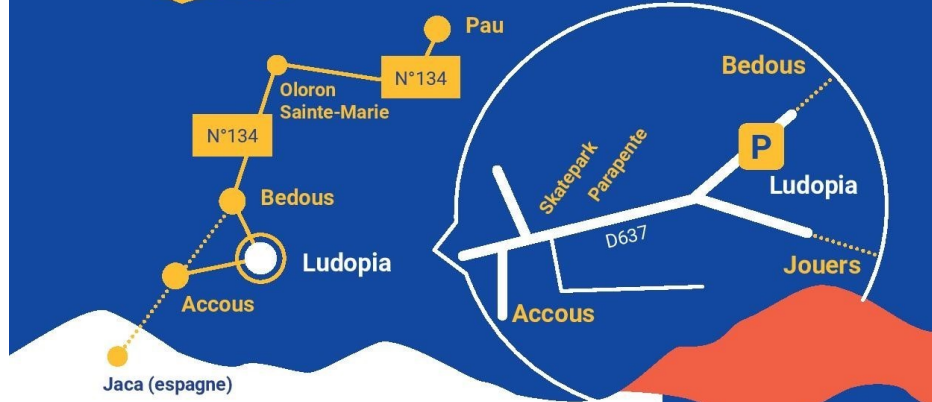 Pau
N°134
Oloron
Sainte-Marie
N°134
Bedous
Ludopia
Accous
Jaca (espagne)
Bedous
P
Ludopia
Skatepark
Parapente
D637
Jouers
Accous